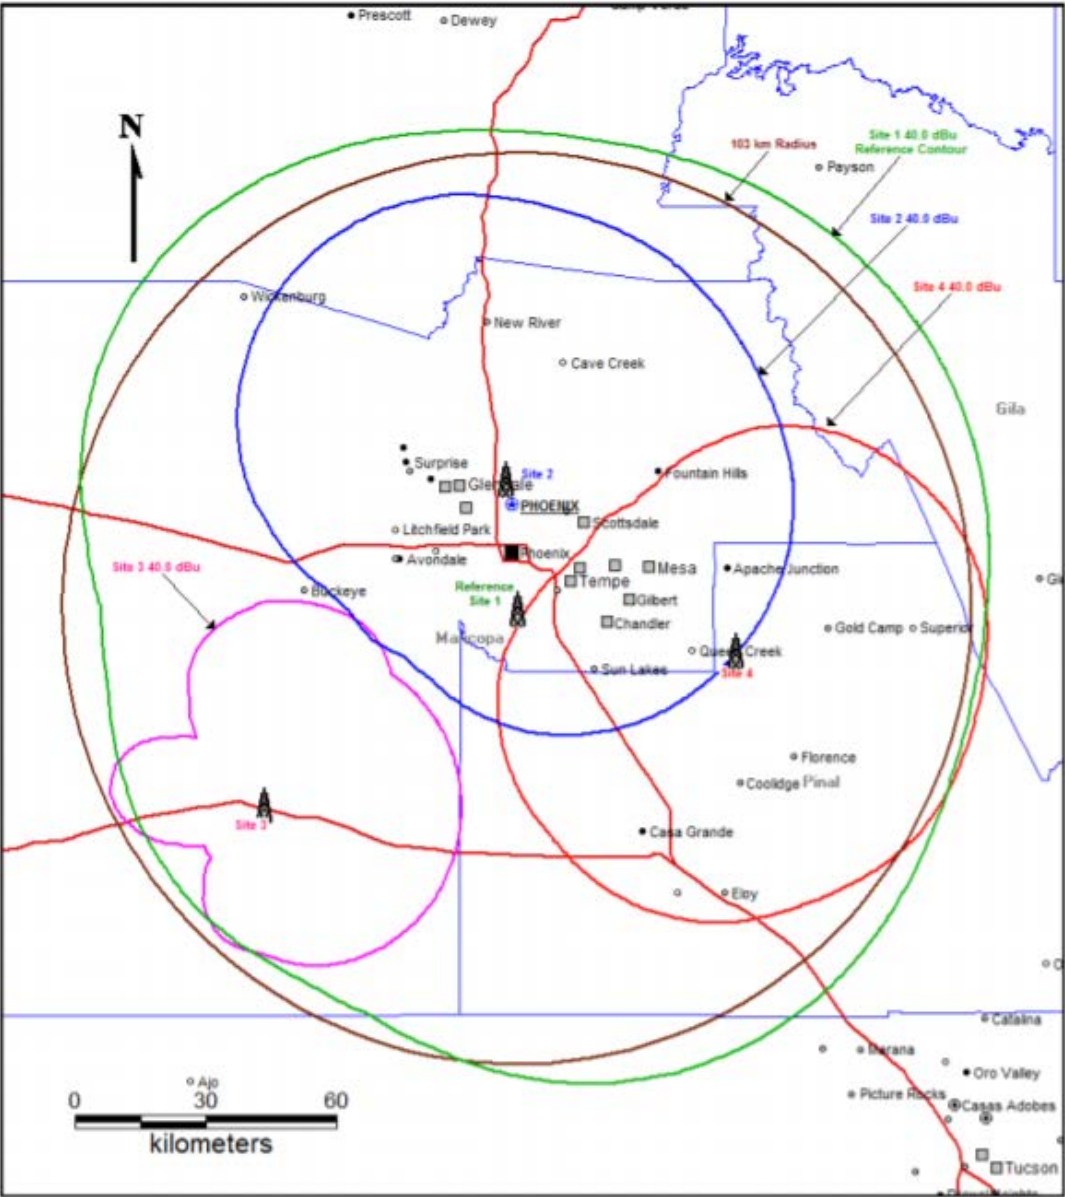 Prescott
Dewey
N
Site 1 40.0 dBu
Reference Contour
103 km Radius
Payson
Site 2 40.0 dBu
Site 4 40.0 dBu
Wickenburg
New River
Cave Creek
Gila
Surprise
Fountain Hills
Site 2
Glendale
PHOENIX
Scottsdale
Litchfield Park
Phoenix
Avondale
Site 3 40.0 dBu
Mesa
Apache Junction
Tempe
Buckeye
Reference
Site 1
Gilbert
Chandler
Gold Camp
Superior
Maricopa
Queen Creek
Sun Lakes
Site 4
Florence
Coolidge
Pinal
Site 3
Casa Grande
Eloy
Catalina
Marana
Oro Valley
Ajo
Picture Rocks
Casas Adobes
0 30 60
kilometers
Tucson